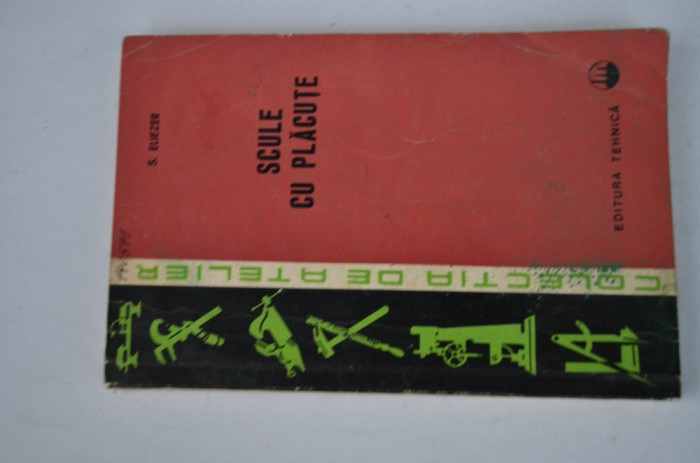 S. ELIEZER
SCULE
CU PLĂCUȚE
EDITURA TEHNICĂ
COLECȚIA DE ATELIER